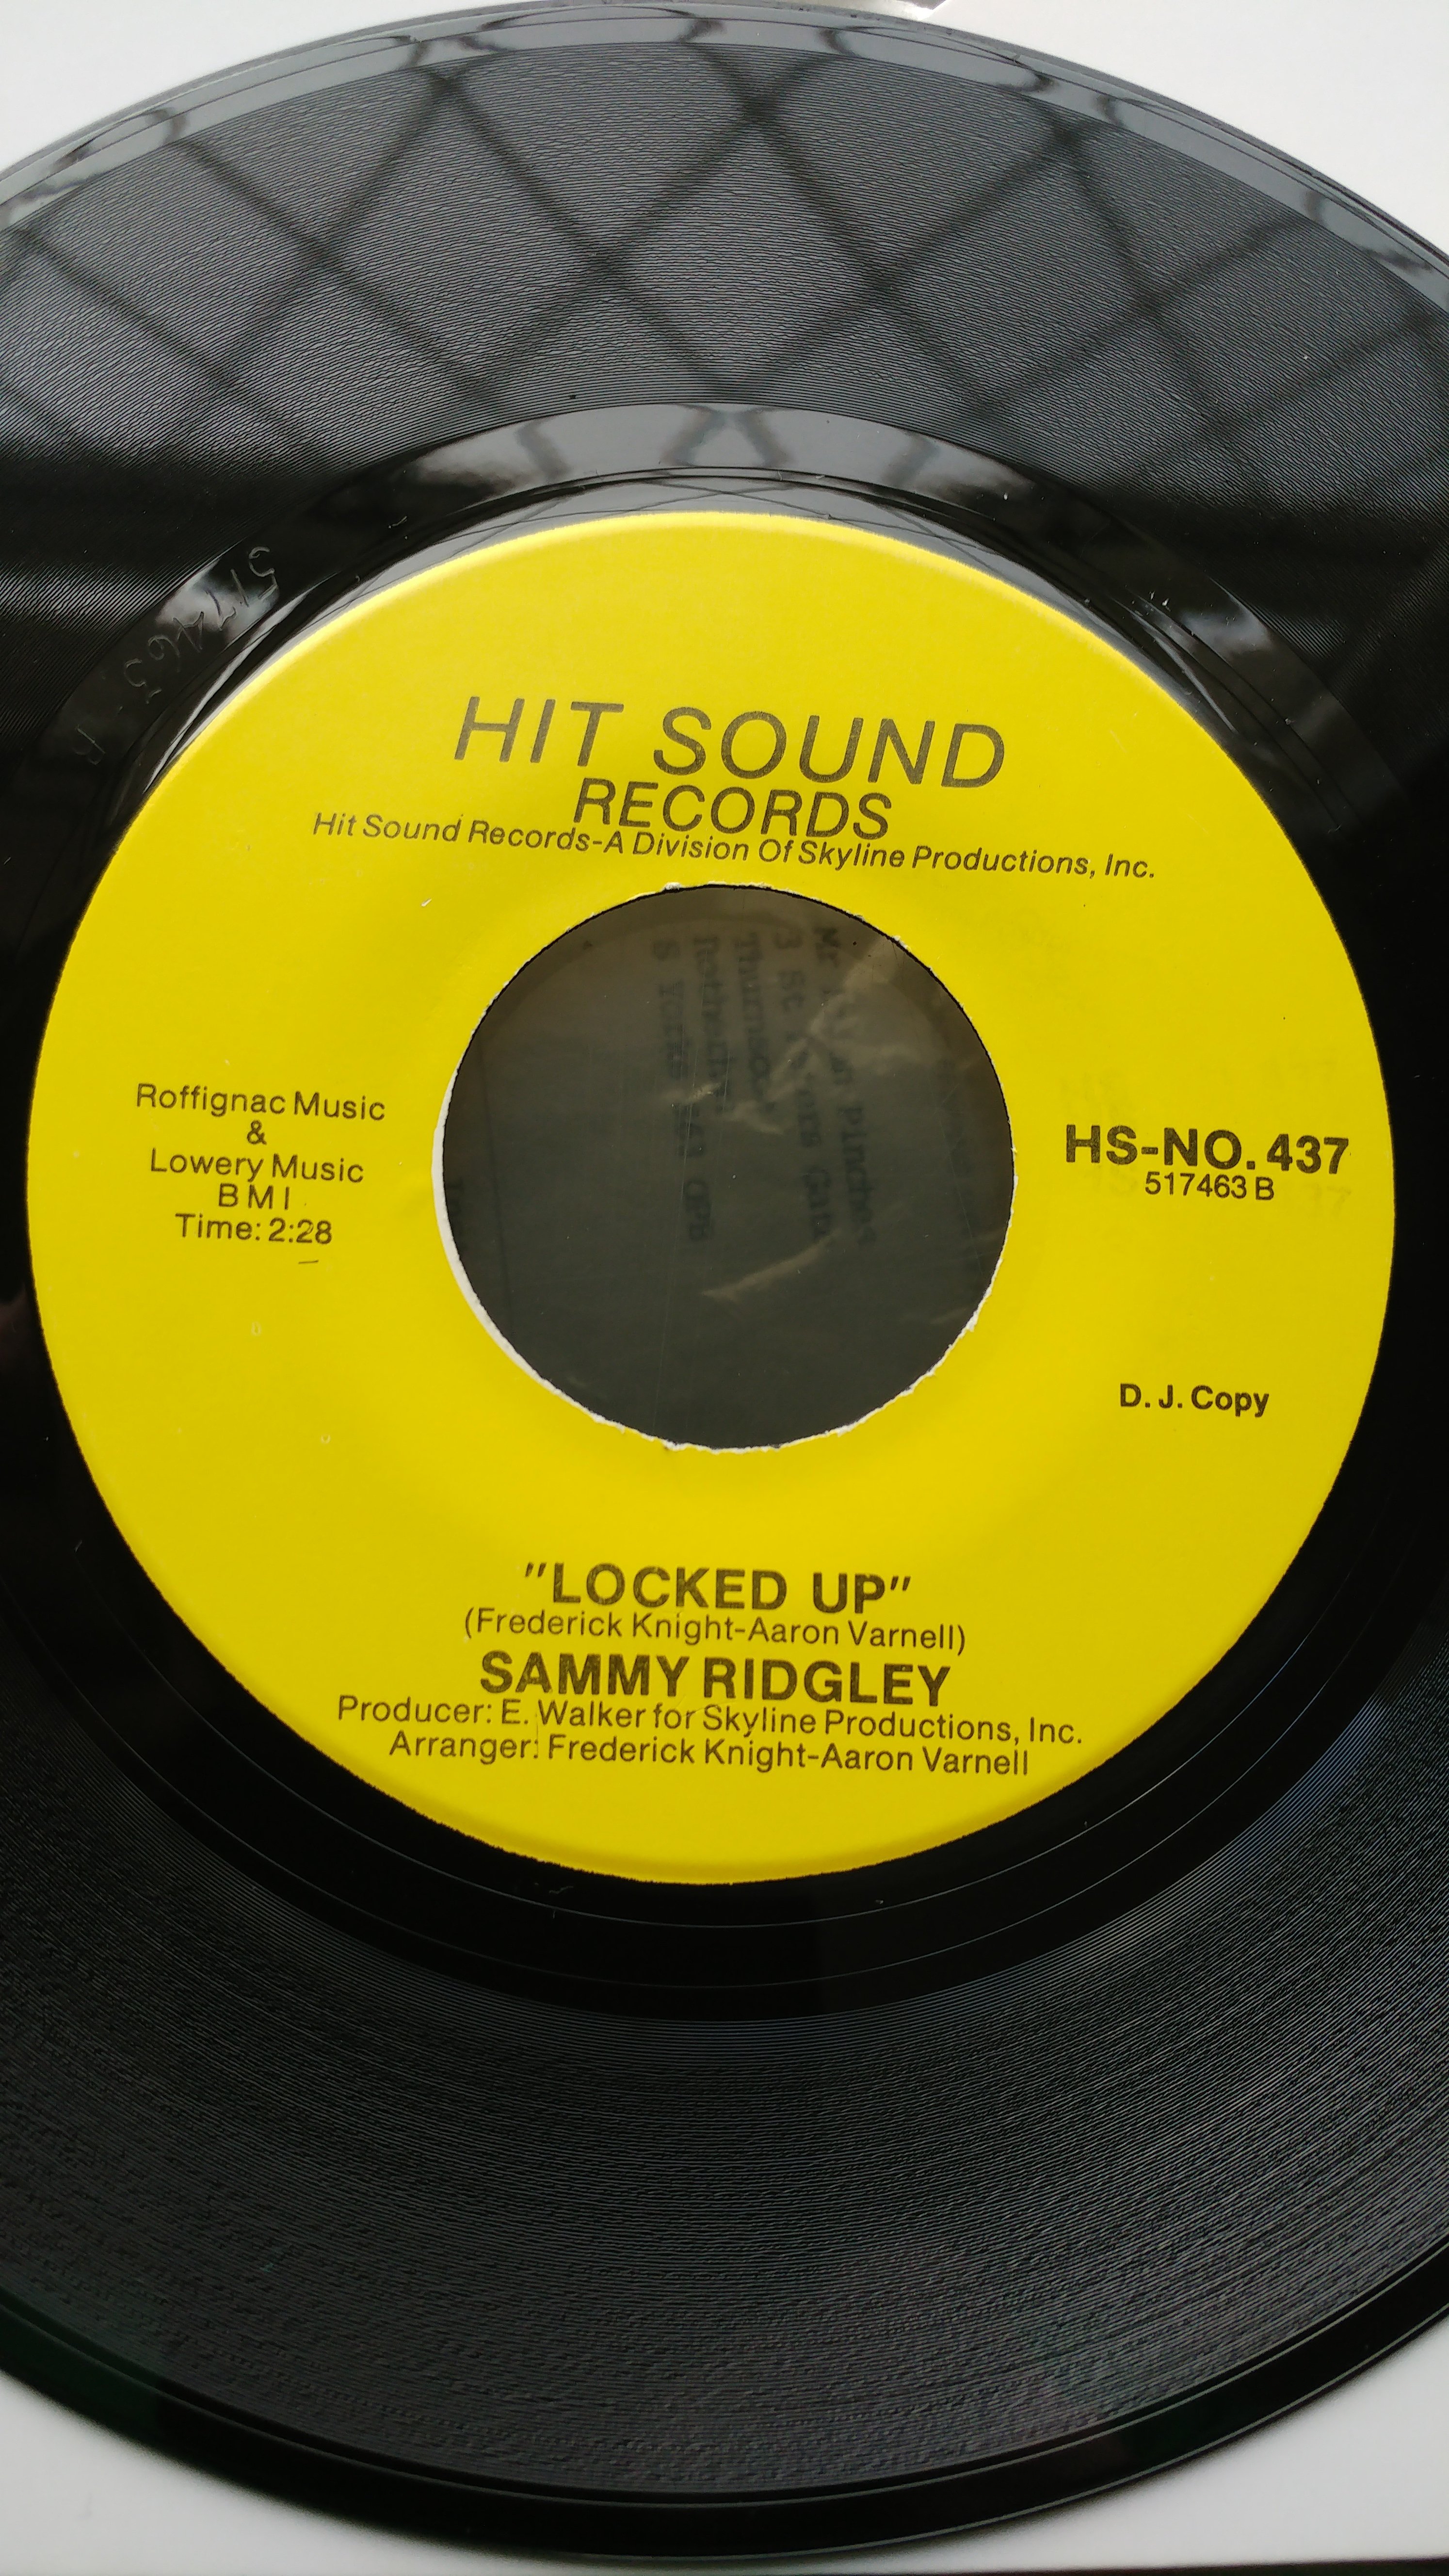 HIT SOUND
RECORDS
Hit Sound Records-A Division Of Skyline Productions, Inc.
Roffignac Music
&
Lowery Music
BMI
Time: 2:28
HS-NO. 437
517463 B
D. J. Copy
"LOCKED UP"
(Frederick Knight-Aaron Varnell)
SAMMY RIDGLEY
Producer: E. Walker for Skyline Productions, Inc.
Arranger: Frederick Knight-Aaron Varnell
517463 B